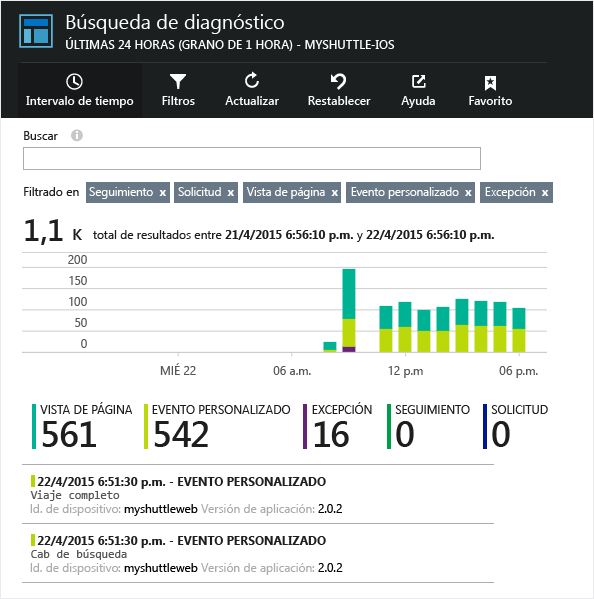 Búsqueda de diagnóstico
ÚLTIMAS 24 HORAS (GRANO DE 1 HORA) - MYSHUTTLE-IOS
Intervalo de tiempo Filtros Actualizar Restablecer Ayuda Favorito
Buscar
Filtrado en Seguimiento x Solicitud x Vista de página x Evento personalizado x Excepción x
1,1 K total de resultados entre 21/4/2015 6:56:10 p.m. y 22/4/2015 6:56:10 p.m.
200
150
100
50
0
MIÉ 22 06 a.m. 12 p.m 06 p.m.
VISTA DE PÁGINA EVENTO PERSONALIZADO EXCEPCIÓN SEGUIMIENTO SOLICITUD
561 542 16 0 0
22/4/2015 6:51:30 p.m. - EVENTO PERSONALIZADO
Viaje completo
Id. de dispositivo: myshuttleweb Versión de aplicación: 2.0.2
22/4/2015 6:51:30 p.m. - EVENTO PERSONALIZADO
Cab de búsqueda
Id. de dispositivo: myshuttleweb Versión de aplicación: 2.0.2